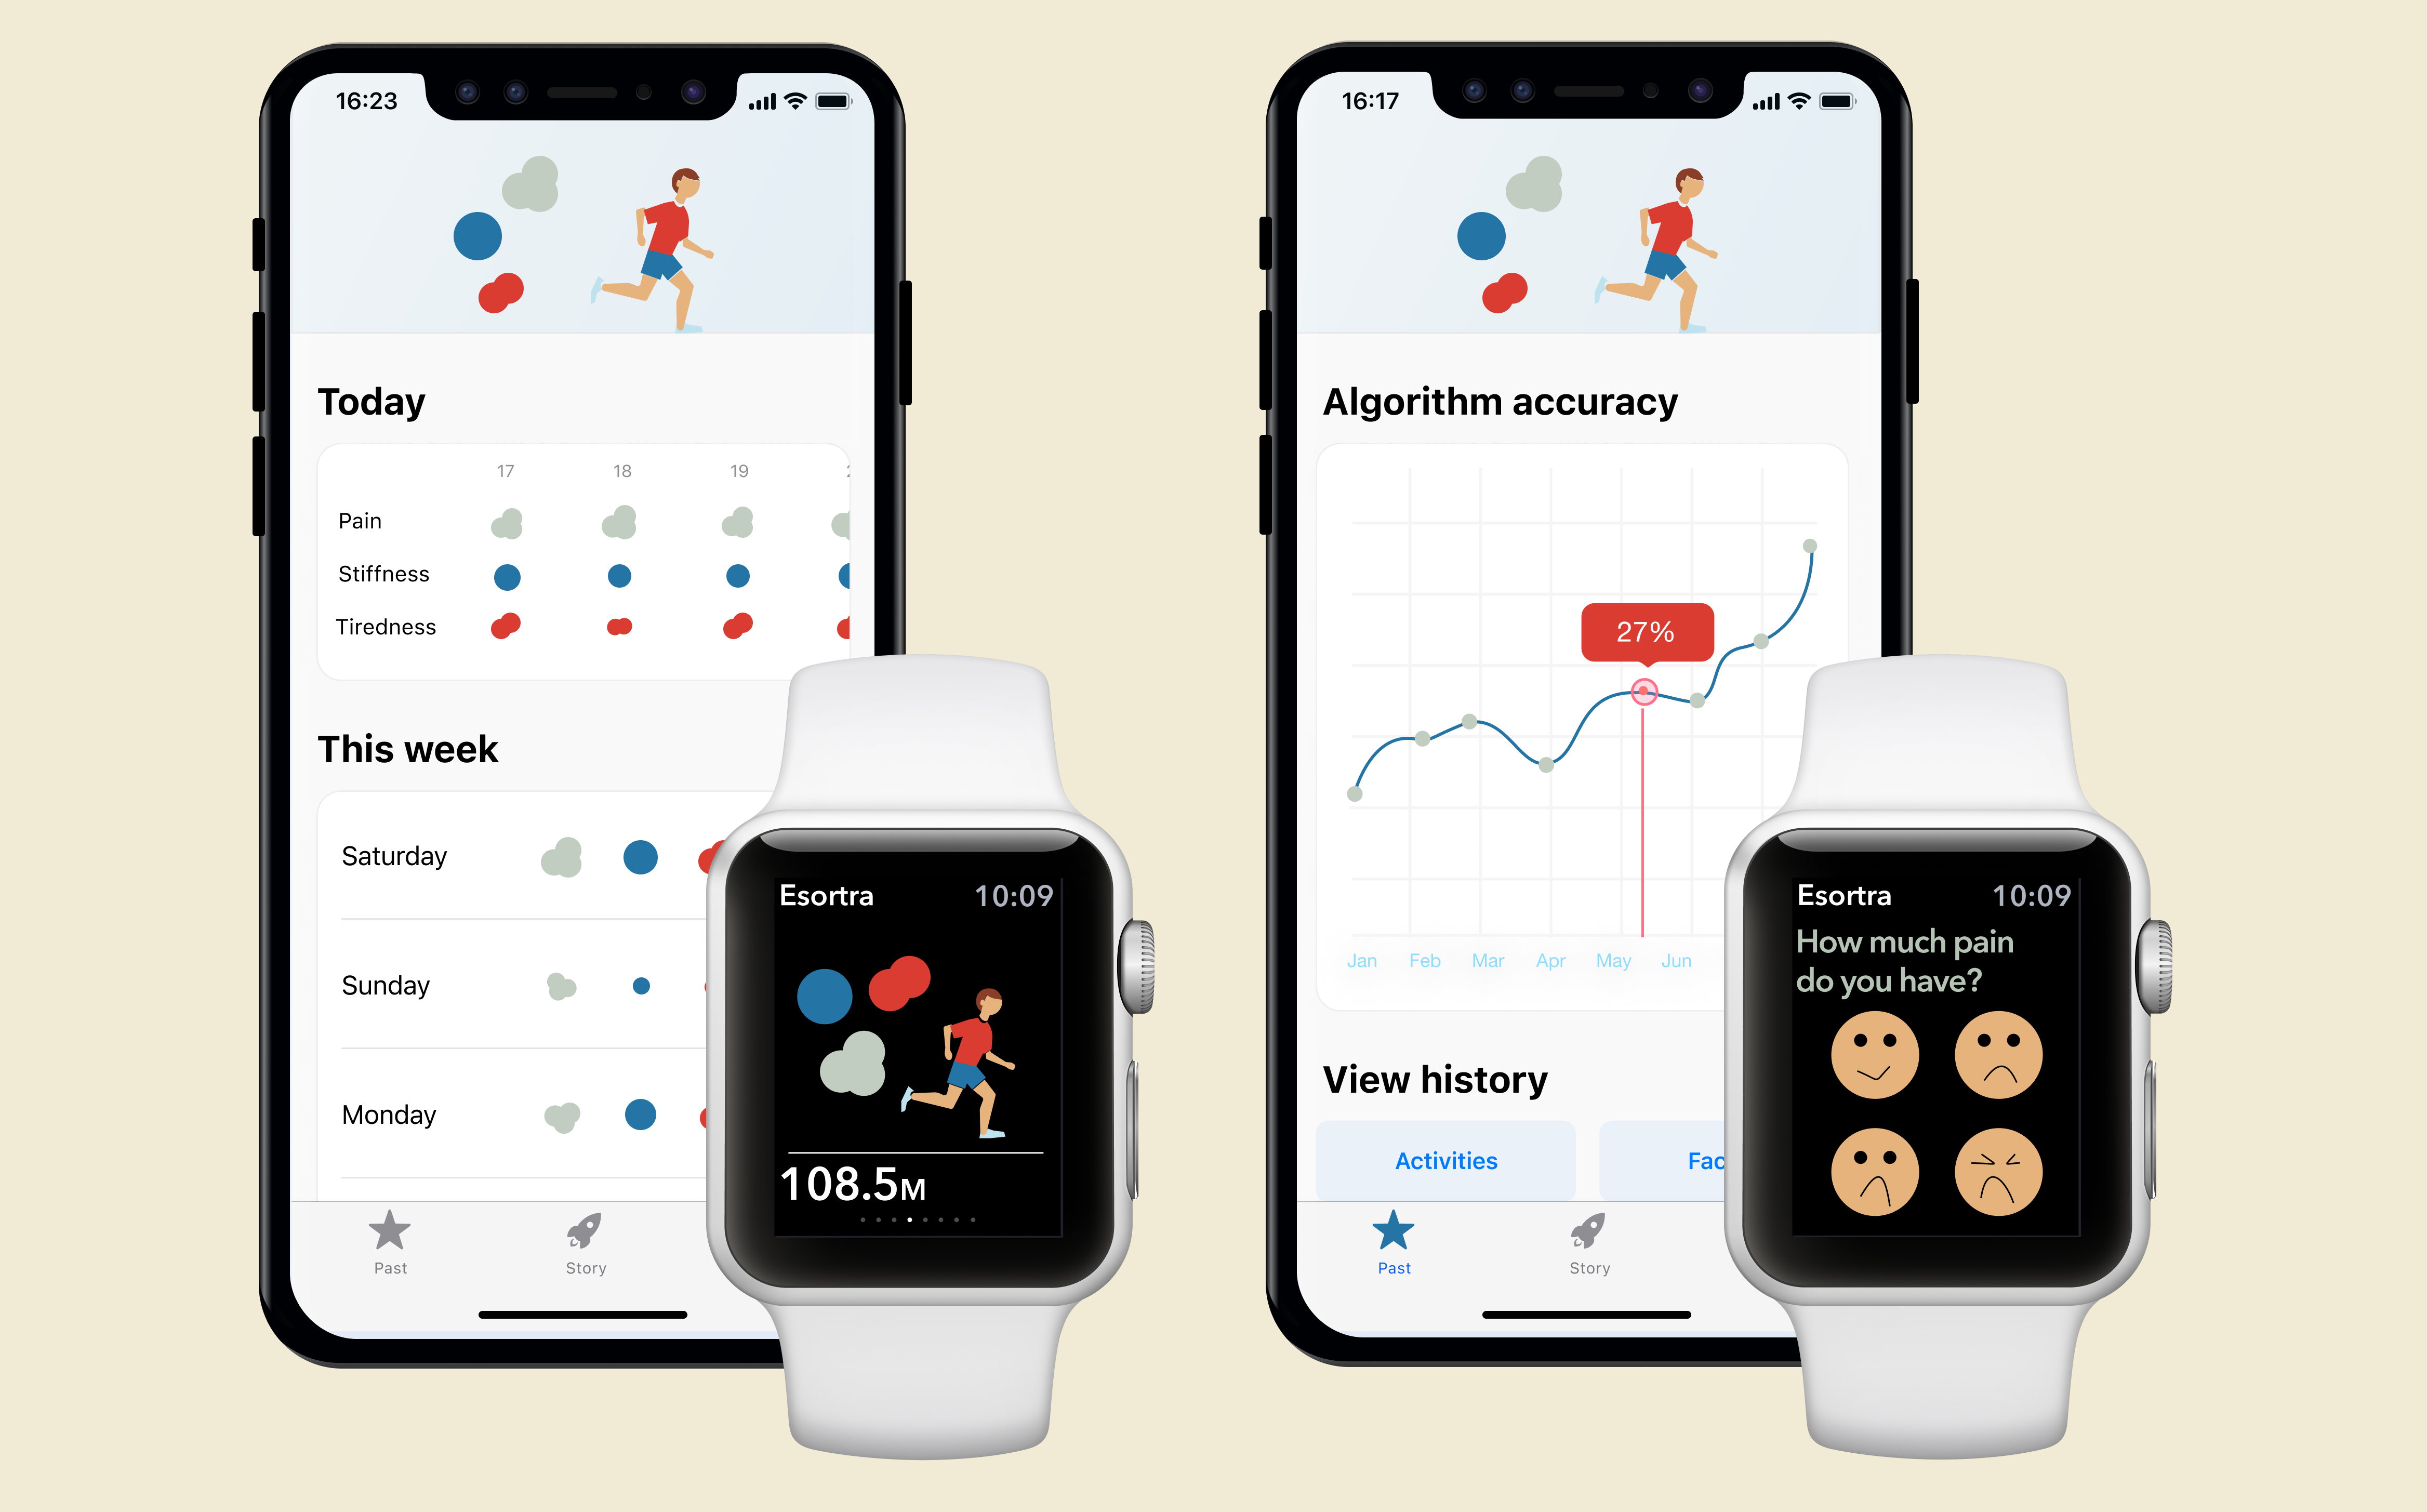 16:23
Today
17 18 19
Pain
Stiffness
Tiredness
This week
Saturday
Sunday
Monday
Past Story
Esortra 10:09
108.5M
16:17
Algorithm accuracy
27%
Jan Feb Mar Apr May Jun
View history
Activities Fac
Past Story
Esortra 10:09
How much pain
do you have?